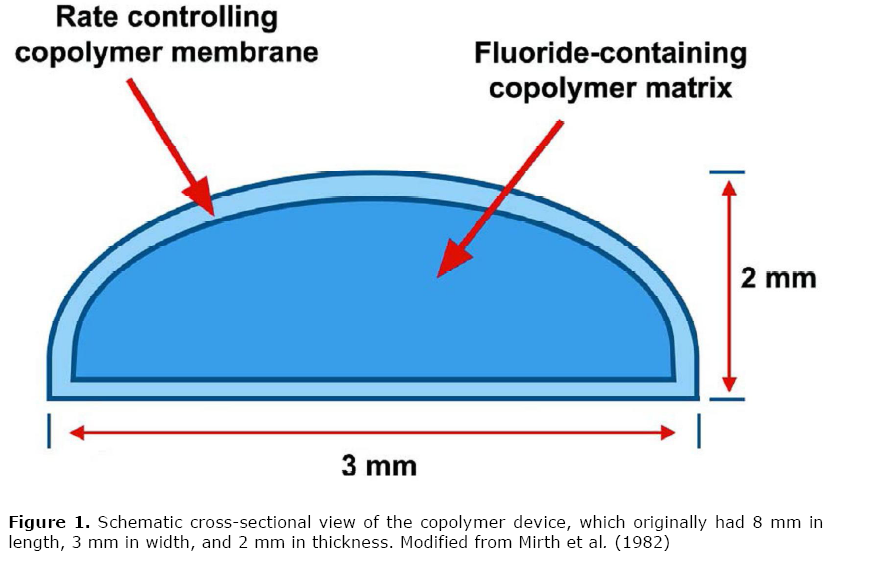 Rate controlling
copolymer membrane
Fluoride-containing
copolymer matrix
2 mm
3 mm
Figure 1. Schematic cross-sectional view of the copolymer device, which originally had 8 mm in
length, 3 mm in width, and 2 mm in thickness. Modified from Mirth et al. (1982)